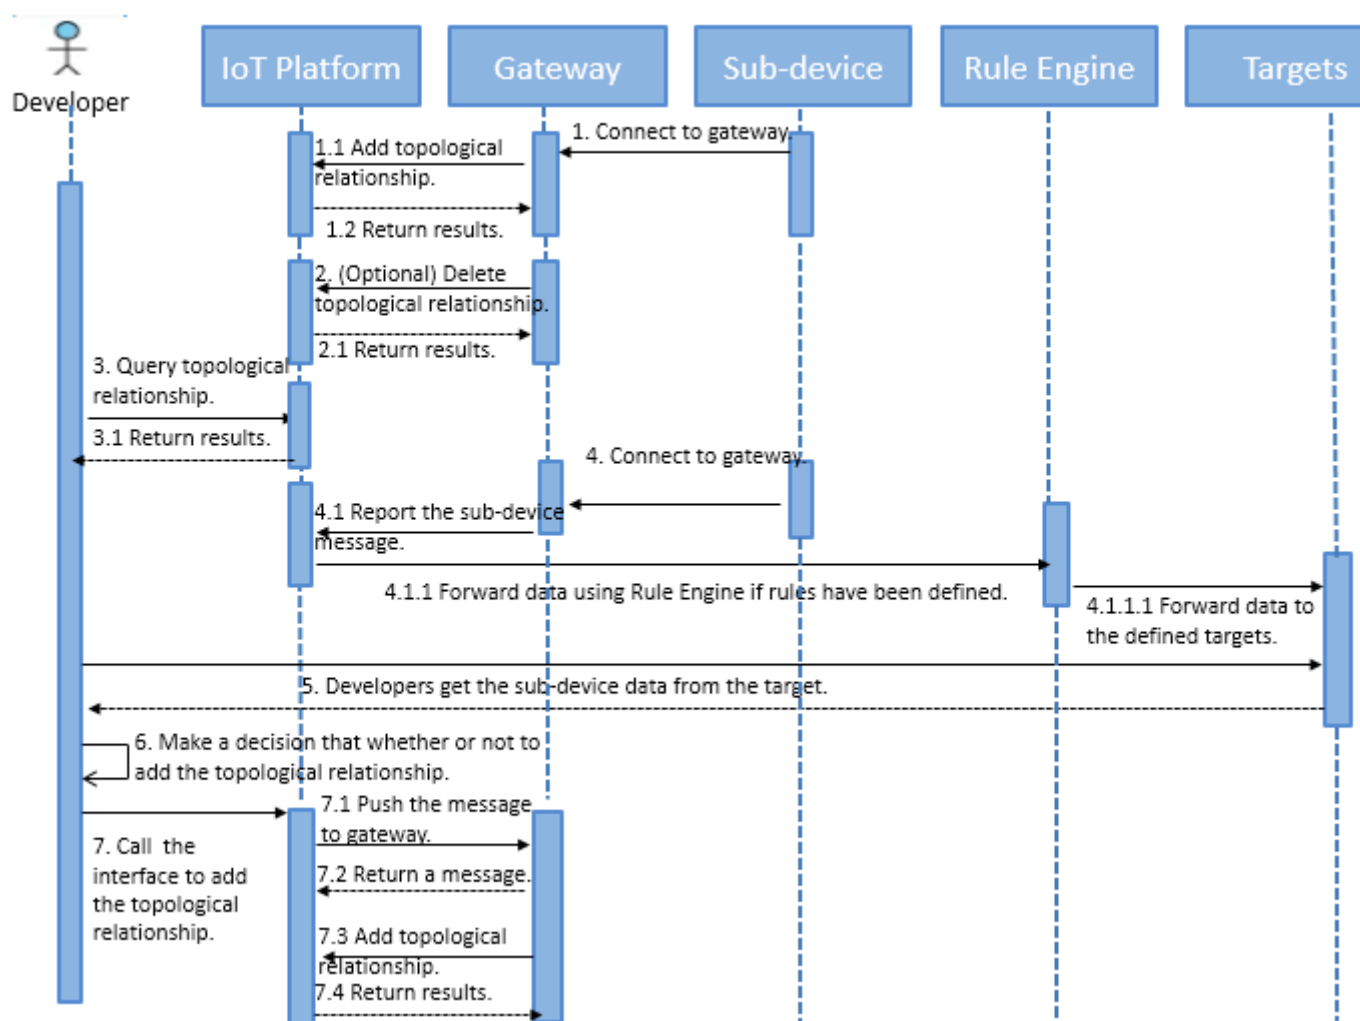 Developer
IoT Platform
Gateway
Sub-device
Rule Engine
Targets
1. Connect to gateway.
1.1 Add topological
relationship.
1.2 Return results.
2. (Optional) Delete
topological relationship.
2.1 Return results.
3. Query topological
relationship.
3.1 Return results.
4. Connect to gateway.
4.1 Report the sub-device
message.
4.1.1 Forward data using Rule Engine if rules have been defined.
4.1.1.1 Forward data to
the defined targets.
5. Developers get the sub-device data from the target.
6. Make a decision that whether or not to
add the topological relationship.
7. Call the
interface to add
the topological
relationship.
7.1 Push the message
to gateway.
7.2 Return a message.
7.3 Add topological
relationship.
7.4 Return results.